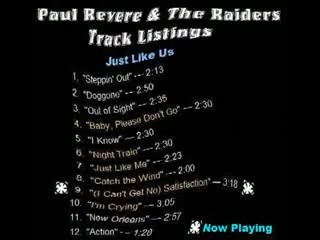 Paul Revere & The Raiders
Track Listings
Just Like Us
1. "Steppin' Out" --- 2:13
2. "Doggone" --- 2:50
3. "Out of Sight" --- 2:35
4. "Baby, Please Don't Go" --- 2:30
5. "I Know" --- 2:30
6. "Night Train" --- 2:30
7. "Just Like Me" --- 2:23
8. "Catch the Wind" --- 2:00
9. "(I Can't Get No) Satisfaction" -- 3:18
10. "I'm Crying" --- 3:05
11. "New Orleans" --- 2:57
12. "Action" --- 1:28
Now Playing